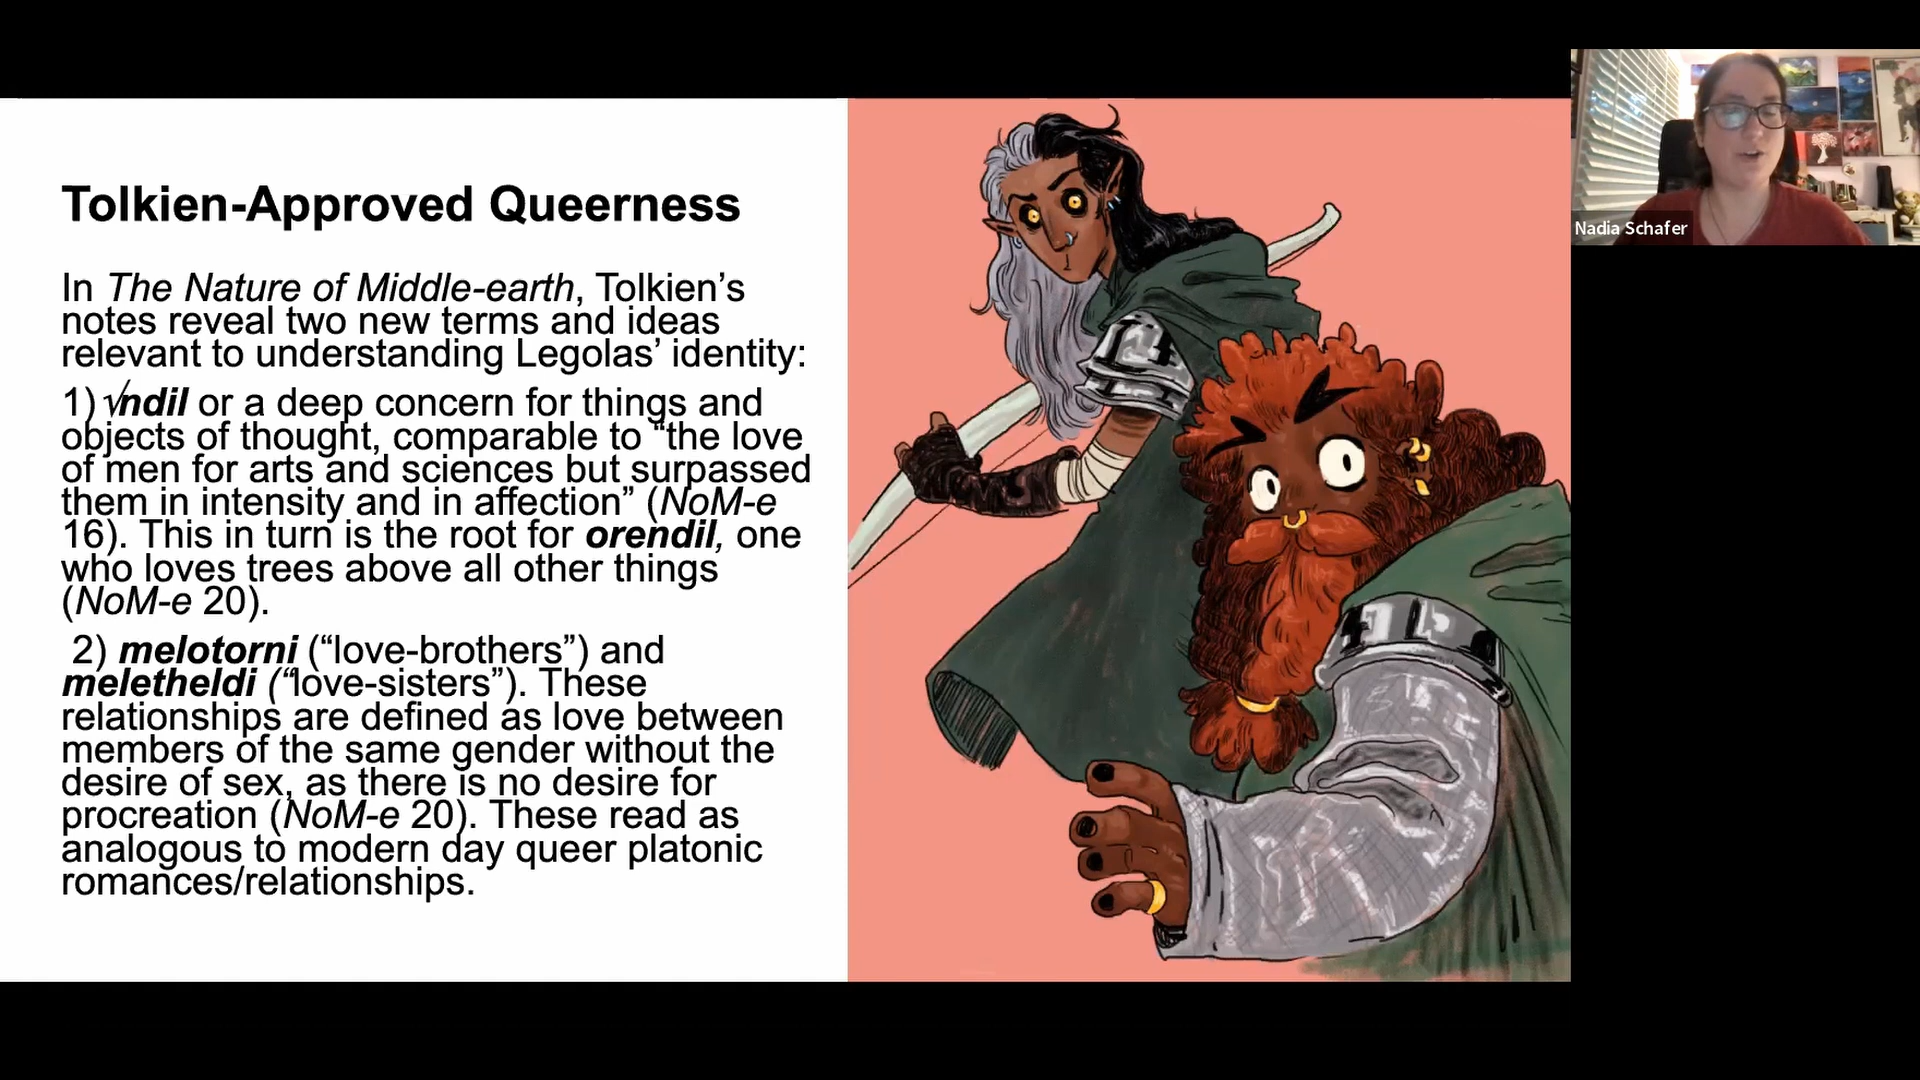 Tolkien-Approved Queerness
In The Nature of Middle-earth, Tolkien’s
notes reveal two new terms and ideas
relevant to understanding Legolas’ identity:
1) √ndil or a deep concern for things and
objects of thought, comparable to “the love
of men for arts and sciences but surpassed
them in intensity and in affection” (NoM-e
16). This in turn is the root for orendil, one
who loves trees above all other things
(NoM-e 20).
2) melotorni (“love-brothers”) and
meletheldi (“love-sisters”). These
relationships are defined as love between
members of the same gender without the
desire of sex, as there is no desire for
procreation (NoM-e 20). These read as
analogous to modern day queer platonic
romances/relationships.
Nadia Schafer